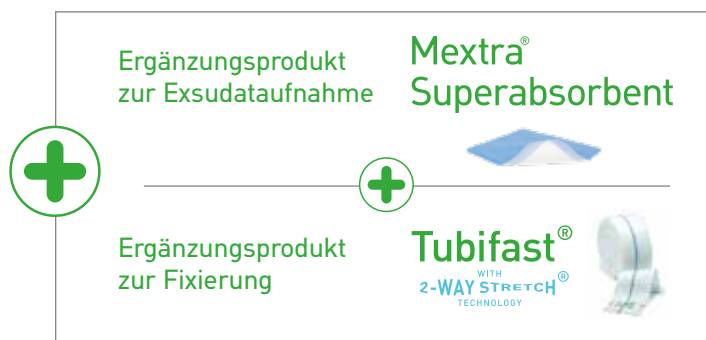 Ergänzungsprodukt
zur Exsudataufnahme
Mextra®
Superabsorbent
Ergänzungsprodukt
zur Fixierung
Tubifast®
WITH
2-WAY STRETCH®
TECHNOLOGY